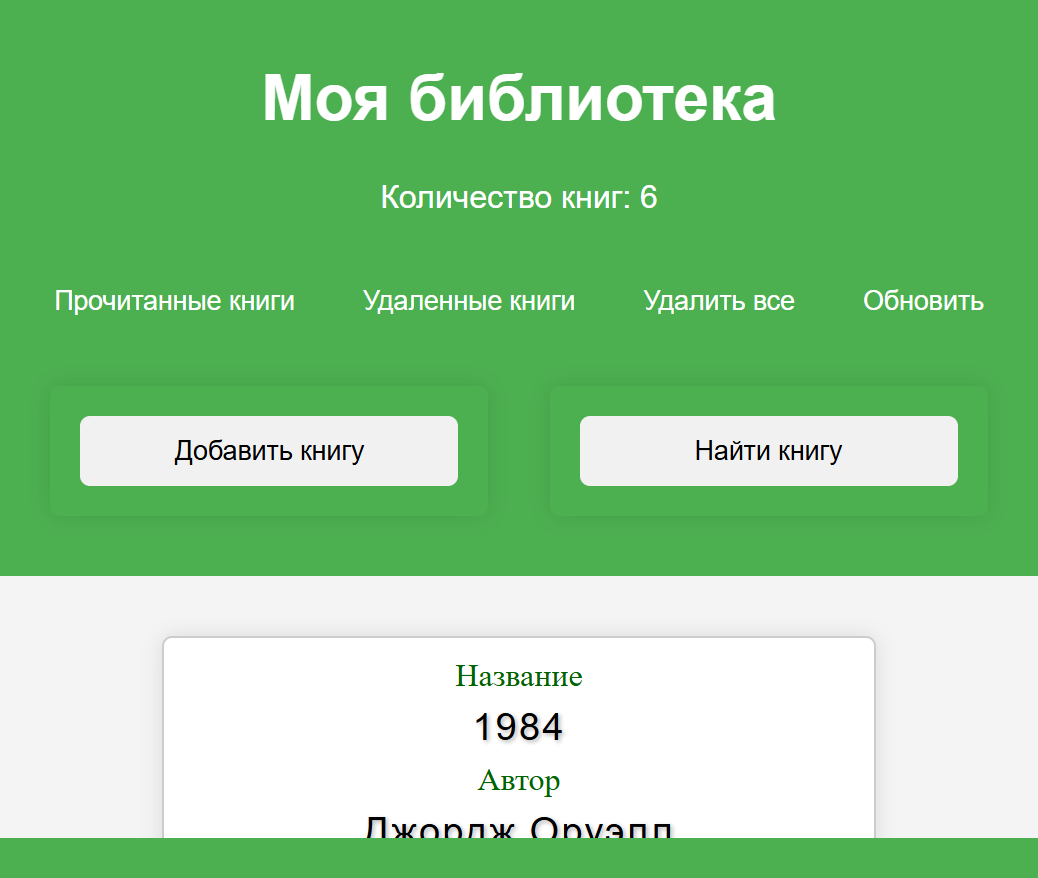 Моя библиотека
Количество книг: 6
Прочитанные книги Удаленные книги Удалить все Обновить
Добавить книгу Найти книгу
Название
1984
Автор
Джордж Оруэлл